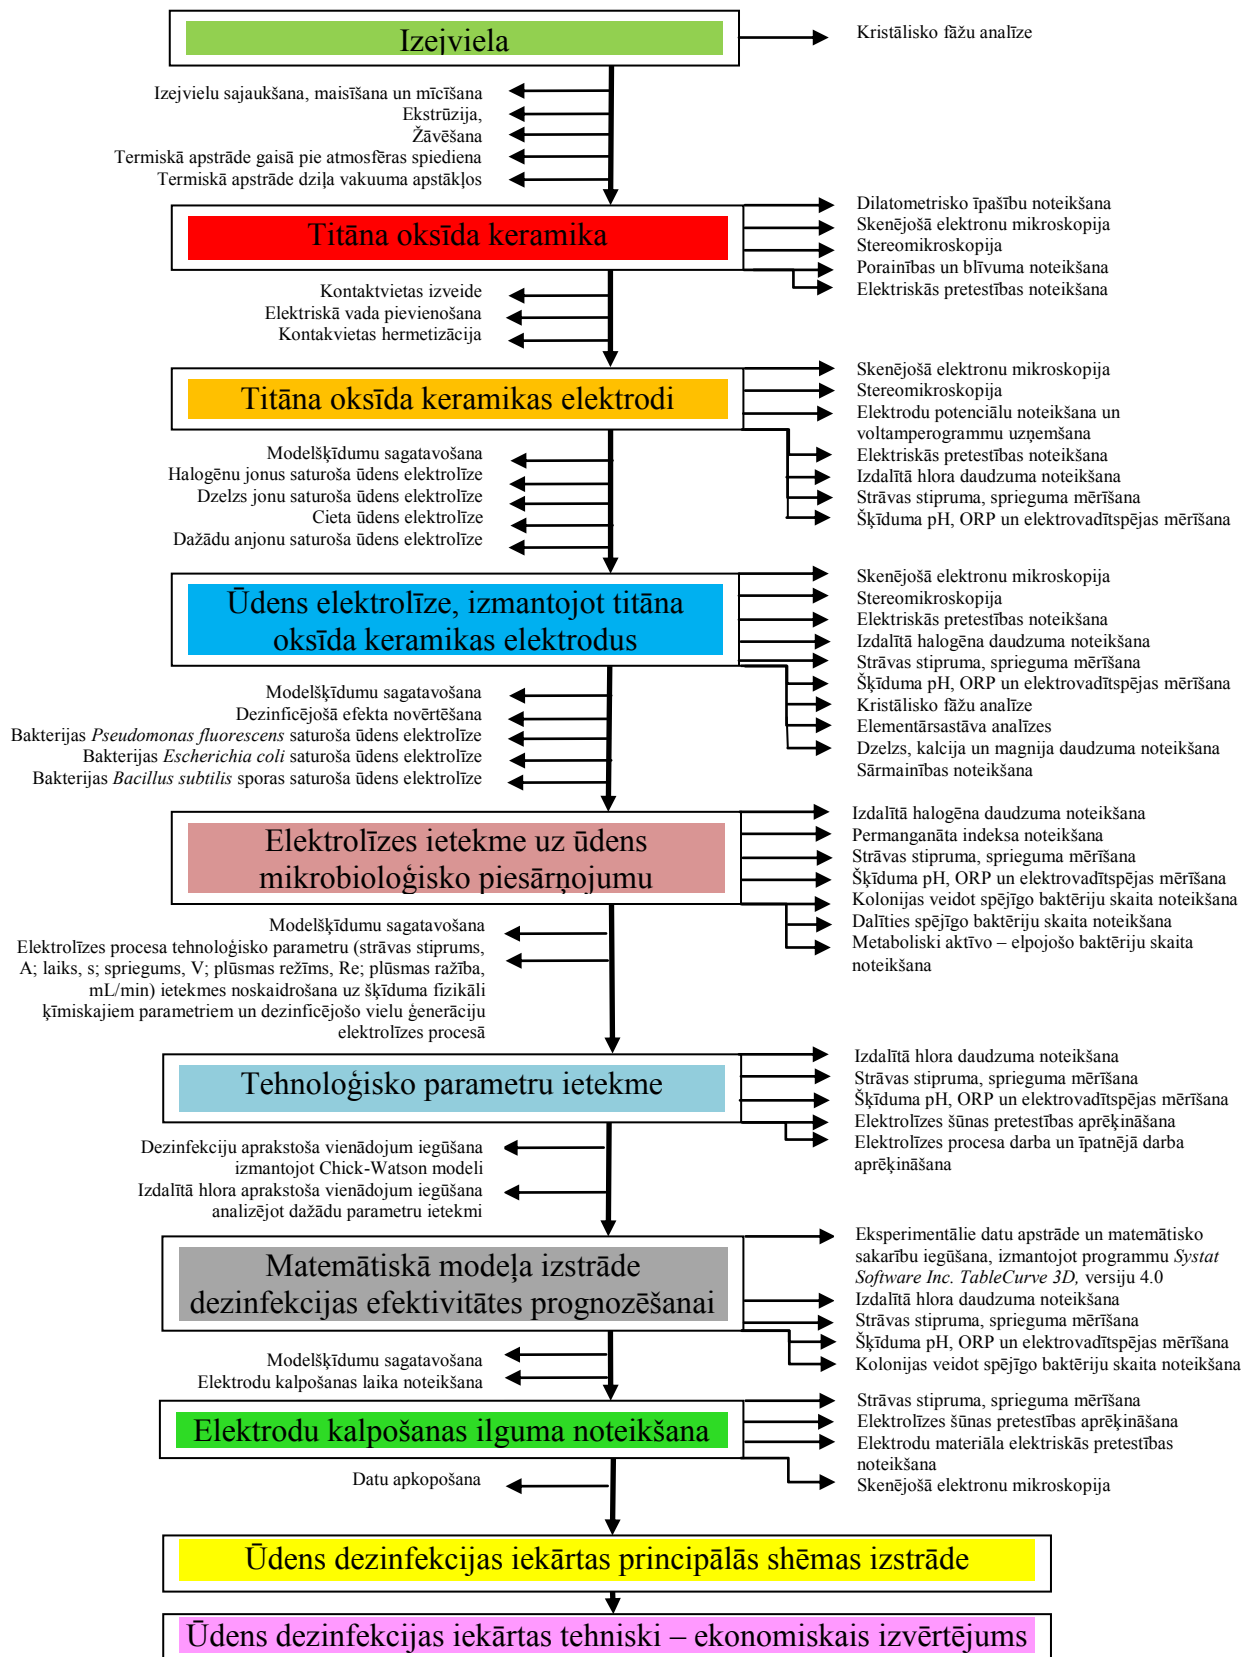 Izejviela
Kristālisko fāžu analīze
Izejvielu sajaukšana, maisīšana un mīcīšana
Ekstrūzija,
Žāvēšana
Termiskā apstrāde gaisā pie atmosfēras spiediena
Termiskā apstrāde dziļa vakuuma apstākļos
Titāna oksīda keramika
Dilatometrisko īpašību noteikšana
Skenējošā elektronu mikroskopija
Stereomikroskopija
Porainības un blīvuma noteikšana
Elektriskās pretestības noteikšana
Kontaktvietas izveide
Elektriskā vada pievienošana
Kontakvietas hermetizācija
Titāna oksīda keramikas elektrodi
Skenējošā elektronu mikroskopija
Stereomikroskopija
Elektrodu potenciālu noteikšana un
voltamperogrammu uzņemšana
Elektriskās pretestības noteikšana
Izdalītā hlora daudzuma noteikšana
Strāvas stipruma, sprieguma mērīšana
Šķīduma pH, ORP un elektrovadītspējas mērīšana
Modelšķīdumu sagatavošana
Halogēnu jonus saturoša ūdens elektrolīze
Dzelzs jonu saturoša ūdens elektrolīze
Cieta ūdens elektrolīze
Dažādu anjonu saturoša ūdens elektrolīze
Ūdens elektrolīze, izmantojot titāna
oksīda keramikas elektrodus
Skenējošā elektronu mikroskopija
Stereomikroskopija
Elektriskās pretestības noteikšana
Izdalītā halogēna daudzuma noteikšana
Strāvas stipruma, sprieguma mērīšana
Šķīduma pH, ORP un elektrovadītspējas mērīšana
Kristālisko fāžu analīze
Elementārsastāva analīzes
Dzelzs, kalcija un magnija daudzuma noteikšana
Sārmainības noteikšana
Modelšķīdumu sagatavošana
Dezinficējošā efekta novērtēšana
Bakterijas Pseudomonas fluorescens saturoša ūdens elektrolīze
Bakterijas Escherichia coli saturoša ūdens elektrolīze
Bakterijas Bacillus subtilis sporas saturoša ūdens elektrolīze
Elektrolīzes ietekme uz ūdens
mikrobioloģisko piesārņojumu
Izdalītā halogēna daudzuma noteikšana
Permanganāta indeksa noteikšana
Strāvas stipruma, sprieguma mērīšana
Šķīduma pH, ORP un elektrovadītspējas mērīšana
Kolonijas veidot spējīgo baktēriju skaita noteikšana
Dalīties spējīgo baktēriju skaita noteikšana
Metaboliski aktīvo – elpojošo baktēriju skaita
noteikšana
Modelšķīdumu sagatavošana
Elektrolīzes procesa tehnoloģisko parametru (strāvas stiprums,
A; laiks, s; spriegums, V; plūsmas režīms, Re; plūsmas ražība,
mL/min) ietekmes noskaidrošana uz šķīduma fizikāli
ķīmiskajiem parametriem un dezinficējošo vielu ģenerāciju
elektrolīzes procesā
Tehnoloģisko parametru ietekme
Izdalītā hlora daudzuma noteikšana
Strāvas stipruma, sprieguma mērīšana
Šķīduma pH, ORP un elektrovadītspējas mērīšana
Elektrolīzes šūnas pretestības aprēķināšana
Elektrolīzes procesa darba un īpatnējā darba
aprēķināšana
Dezinfekciju aprakstoša vienādojum iegūšana
izmantojot Chick-Watson modeli
Izdalītā hlora aprakstoša vienādojum iegūšana
analizējot dažādu parametru ietekmi
Matemātiskā modeļa izstrāde
dezinfekcijas efektivitātes prognozēšanai
Eksperimentālie datu apstrāde un matemātisko
sakarību iegūšana, izmantojot programmu Systat
Software Inc. TableCurve 3D, versiju 4.0
Izdalītā hlora daudzuma noteikšana
Strāvas stipruma, sprieguma mērīšana
Šķīduma pH, ORP un elektrovadītspējas mērīšana
Kolonijas veidot spējīgo baktēriju skaita noteikšana
Modelšķīdumu sagatavošana
Elektrodu kalpošanas laika noteikšana
Elektrodu kalpošanas ilguma noteikšana
Strāvas stipruma, sprieguma mērīšana
Elektrolīzes šūnas pretestības aprēķināšana
Elektrodu materiāla elektriskās pretestības
noteikšana
Skenējošā elektronu mikroskopija
Datu apkopošana
Ūdens dezinfekcijas iekārtas principālās shēmas izstrāde
Ūdens dezinfekcijas iekārtas tehniski – ekonomiskais izvērtējums